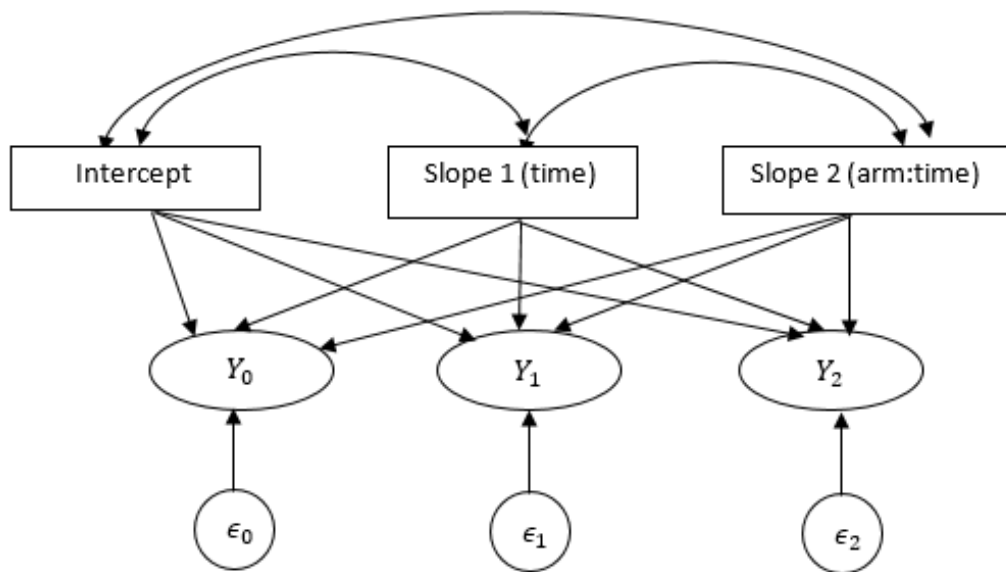 Intercept
Slope 1 (time)
Slope 2 (arm:time)
Y₀
Y₁
Y₂
ϵ₀
ϵ₁
ϵ₂